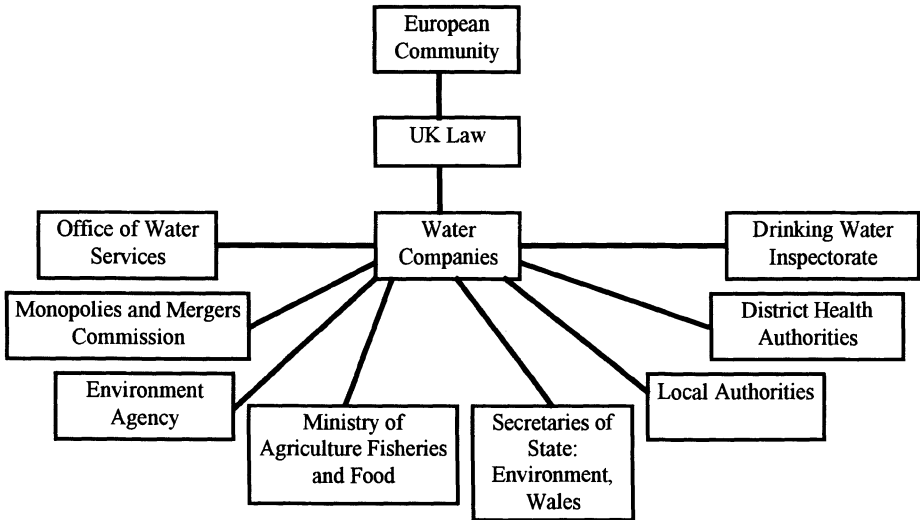 European
Community
UK Law
Water
Companies
Office of Water
Services
Drinking Water
Inspectorate
Monopolies and Mergers
Commission
District Health
Authorities
Environment
Agency
Local Authorities
Ministry of
Agriculture Fisheries
and Food
Secretaries of
State:
Environment,
Wales